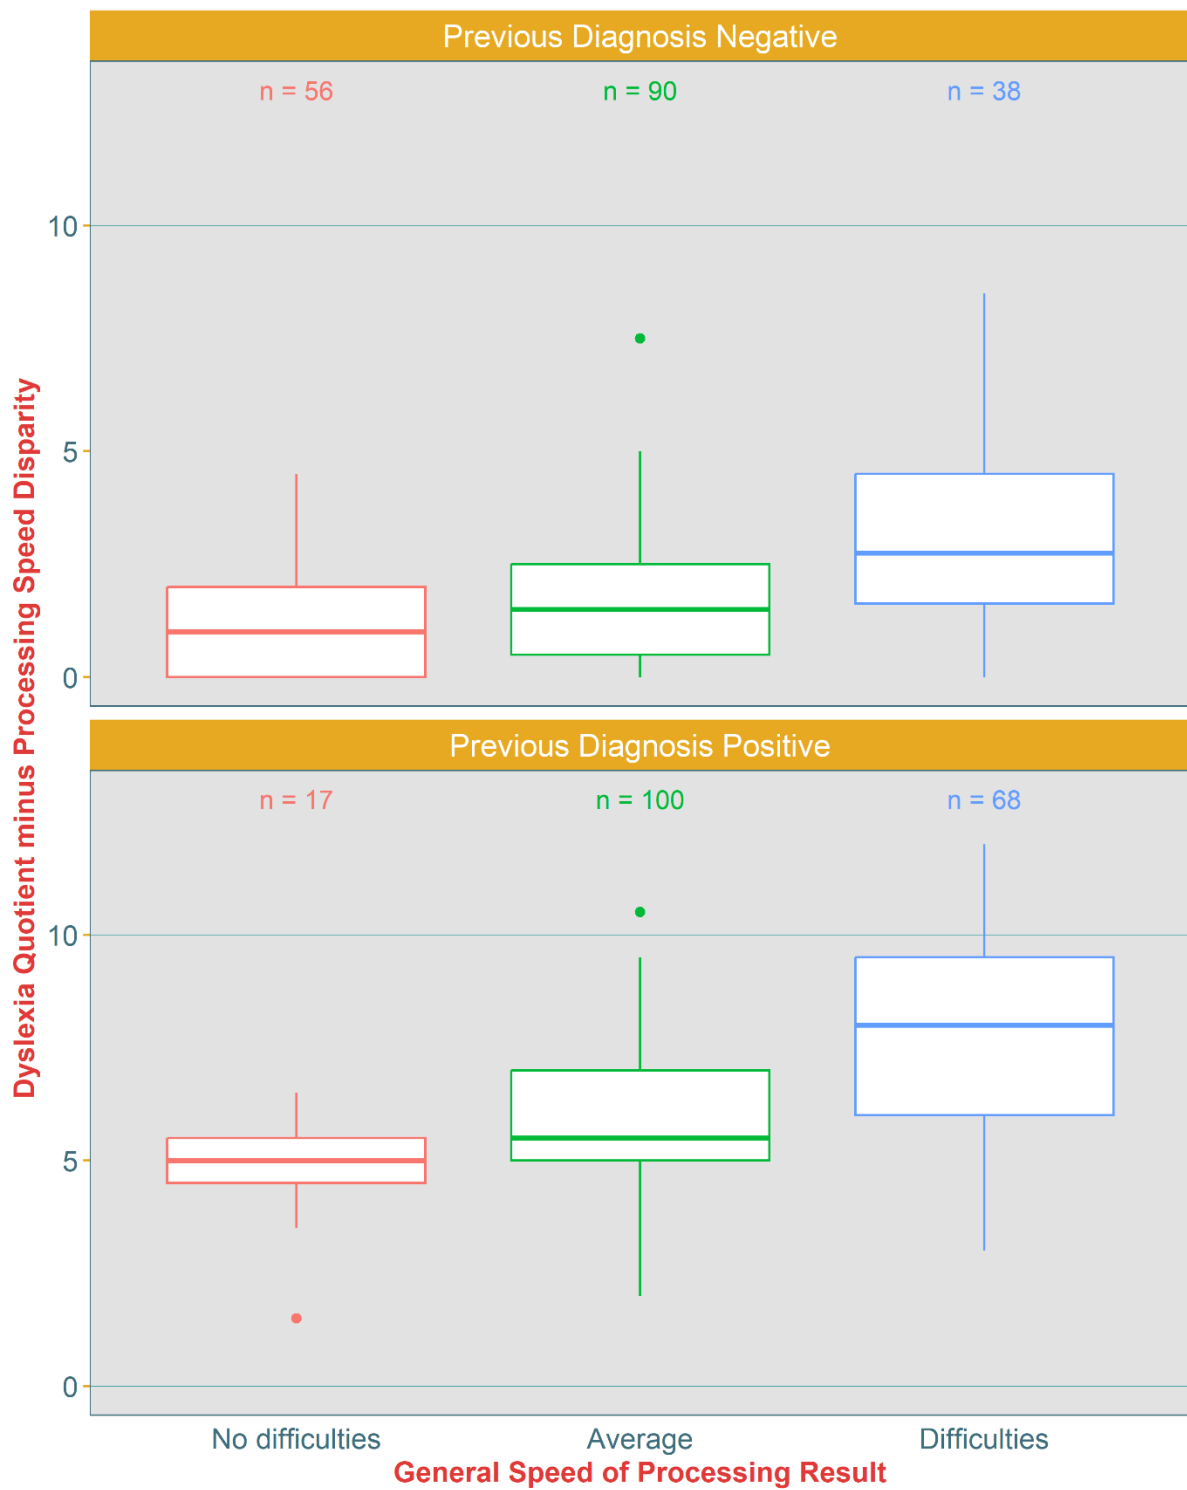 Previous Diagnosis Negative
n = 56
n = 90
n = 38
10
5
0
Dyslexia Quotient minus Processing Speed Disparity
Previous Diagnosis Positive
n = 17
n = 100
n = 68
10
5
0
No difficulties
Average
Difficulties
General Speed of Processing Result